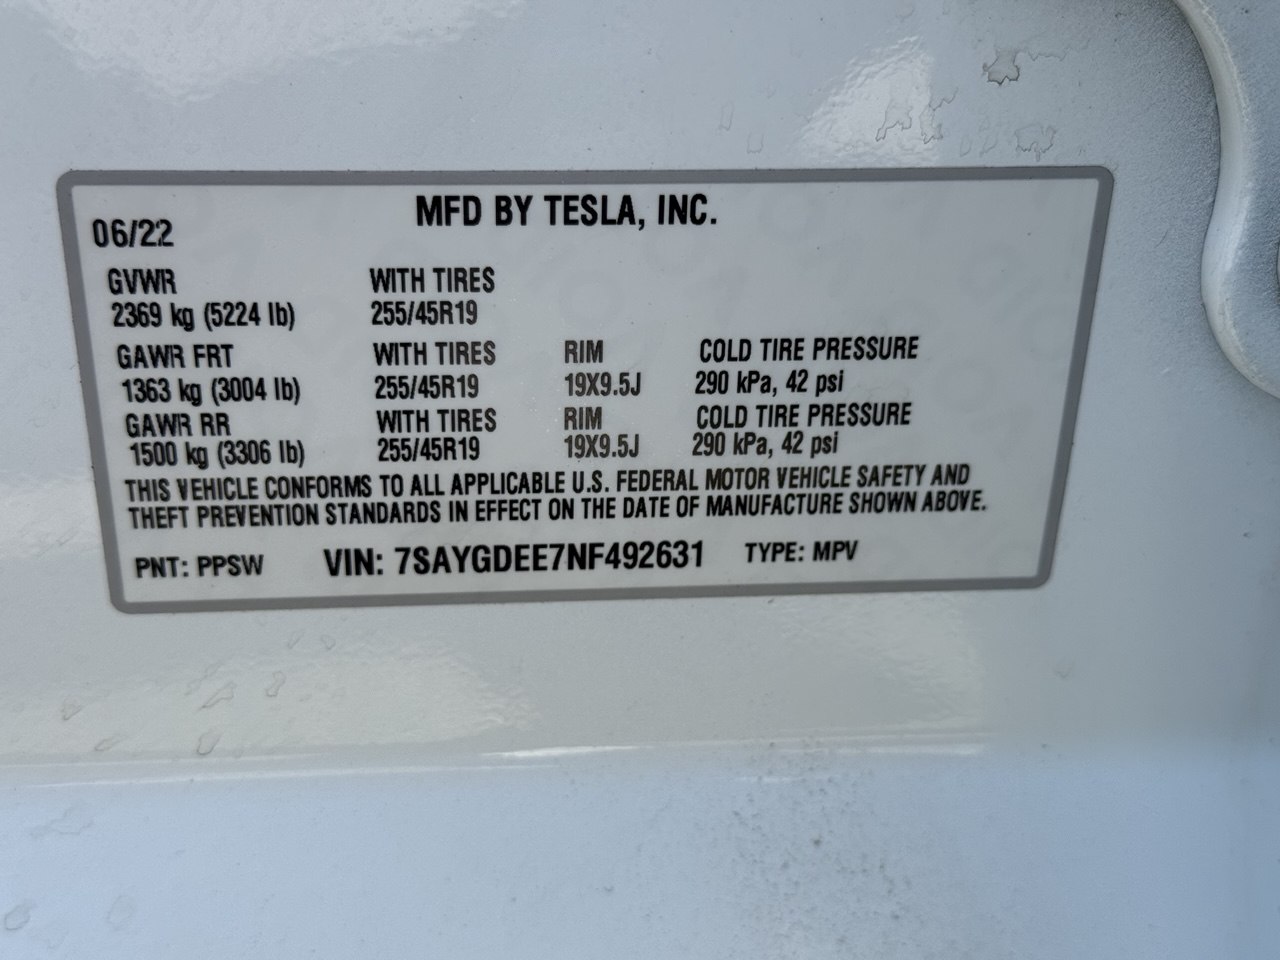 MFD BY TESLA, INC.
06/22
GVWR WITH TIRES
2369 kg (5224 lb) 255/45R19
GAWR FRT WITH TIRES RIM COLD TIRE PRESSURE
1363 kg (3004 lb) 255/45R19 19X9.5J 290 kPa, 42 psi
GAWR RR WITH TIRES RIM COLD TIRE PRESSURE
1500 kg (3306 lb) 255/45R19 19X9.5J 290 kPa, 42 psi
THIS VEHICLE CONFORMS TO ALL APPLICABLE U.S. FEDERAL MOTOR VEHICLE SAFETY AND
THEFT PREVENTION STANDARDS IN EFFECT ON THE DATE OF MANUFACTURE SHOWN ABOVE.
PNT: PPSW VIN: 7SAYGDEE7NF492631 TYPE: MPV